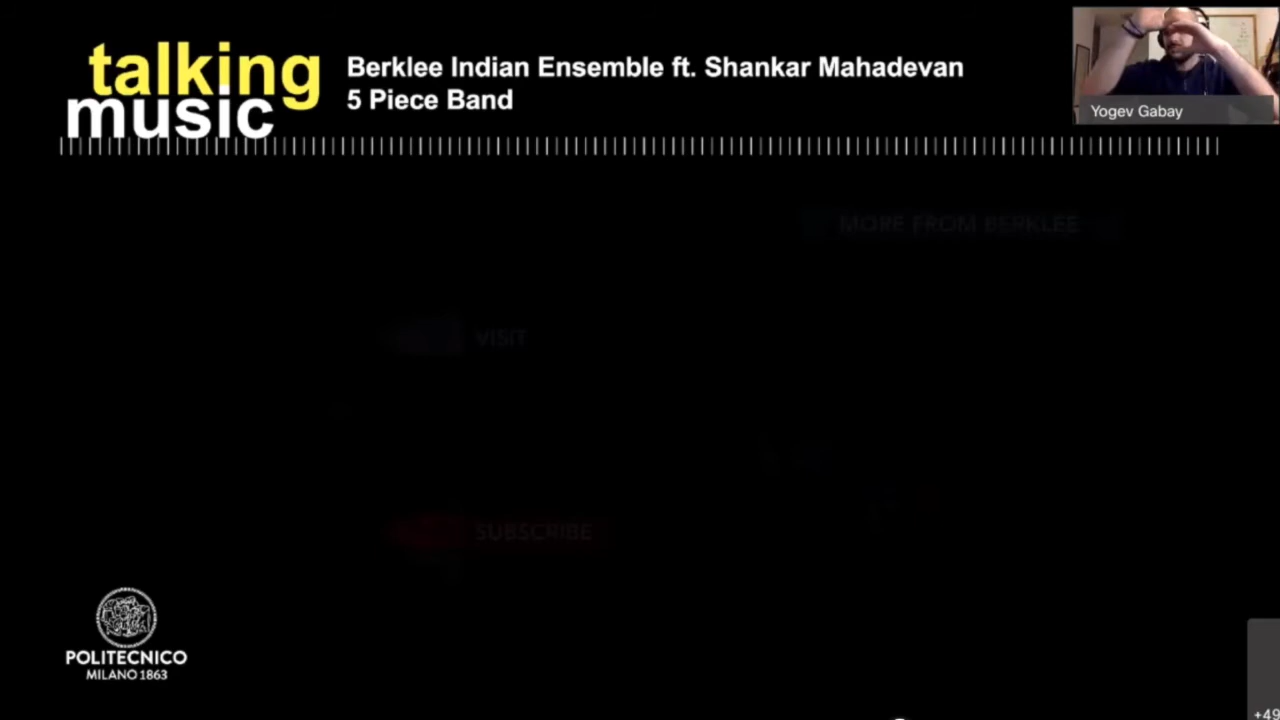 talking
music
Berklee Indian Ensemble ft. Shankar Mahadevan
5 Piece Band
Yogev Gabay
MORE FROM BERKLEE
VISIT
SUBSCRIBE
POLITECNICO
MILANO 1863
+49